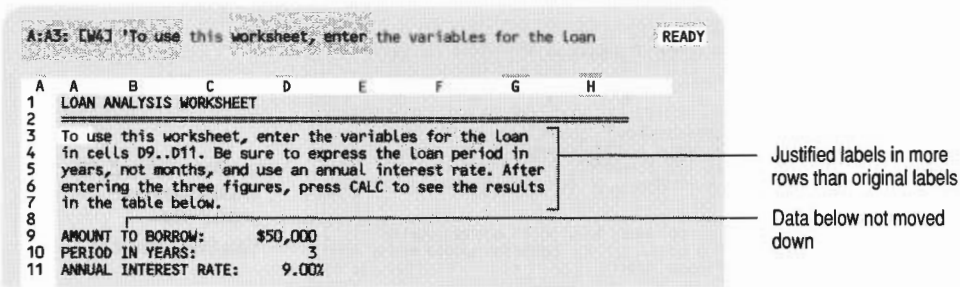 A:A3: [W4] 'To use this worksheet, enter the variables for the loan READY
A A B C D E F G H
1 LOAN ANALYSIS WORKSHEET
2 ========================================================================
3 To use this worksheet, enter the variables for the loan
4 in cells D9..D11. Be sure to express the loan period in
5 years, not months, and use an annual interest rate. After
6 entering the three figures, press CALC to see the results
7 in the table below.
8
9 AMOUNT TO BORROW: $50,000
10 PERIOD IN YEARS: 3
11 ANNUAL INTEREST RATE: 9.00%
Justified labels in more
rows than original labels
Data below not moved
down